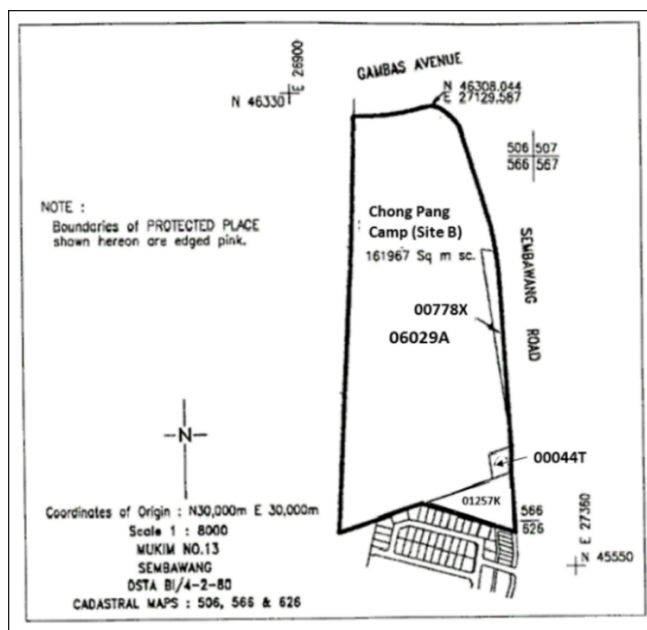 GAMBAS AVENUE
E 26900
N 46330
N 46308.044
E 27129.587
506 507
566 567
NOTE :
Boundaries of PROTECTED PLACE
shown hereon are edged pink.
Chong Pang
Camp (Site B)
161967 Sq m sc.
SEMBAWANG ROAD
00778X
06029A
N
00044T
01257K
566
626
E 27360
N 45550
Coordinates of Origin : N30,000m E 30,000m
Scale 1 : 8000
MUKIM NO.13
SEMBAWANG
DSTA BI/4-2-80
CADASTRAL MAPS : 506, 566 & 626